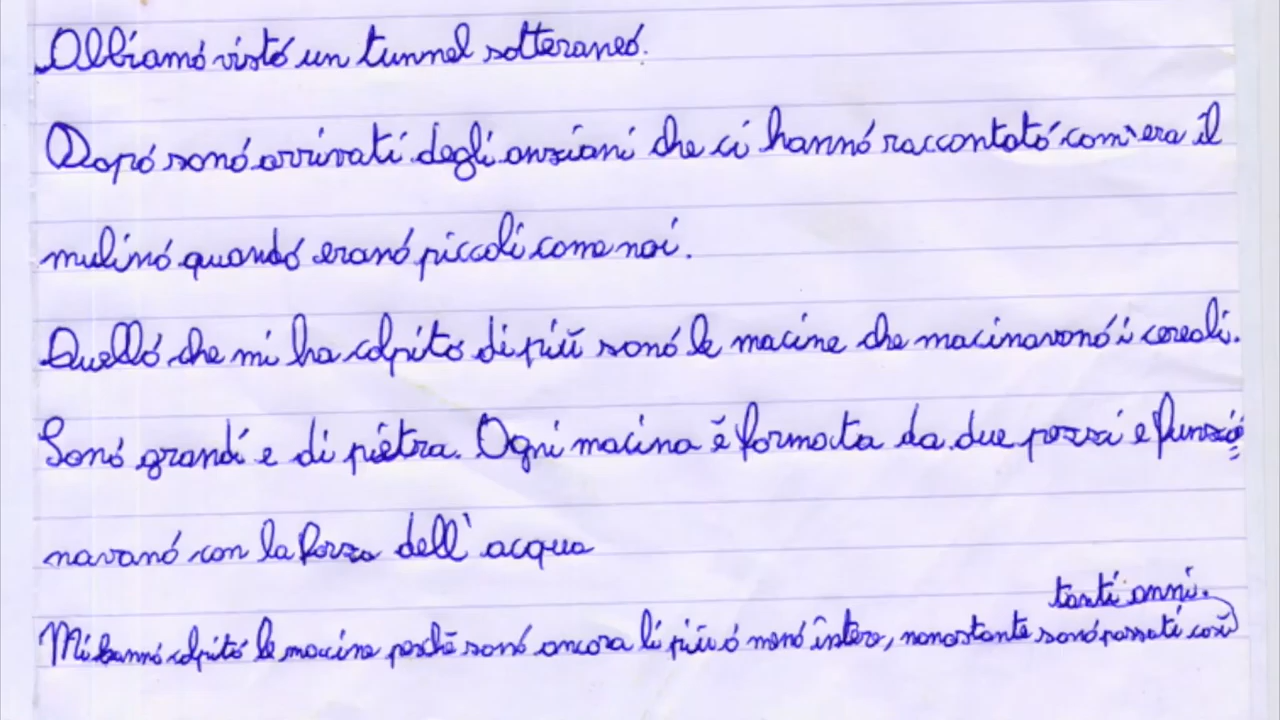 Abbiamo visto un tunnel sotteraneo.
Dopo sono arrivati degli anziani che ci hanno raccontato com'era il
mulino quando erano piccoli come noi.
Quello che mi ha colpito di più sono le macine che macinavono i cereali.
Sono grandi e di pietra. Ogni macina è formata da due pezzi e funzio=
navano con la forza dell'acqua
tanti anni.
Mi hanno colpito le macine perchè sono ancora lì più o meno intere, nonostante sono passati così